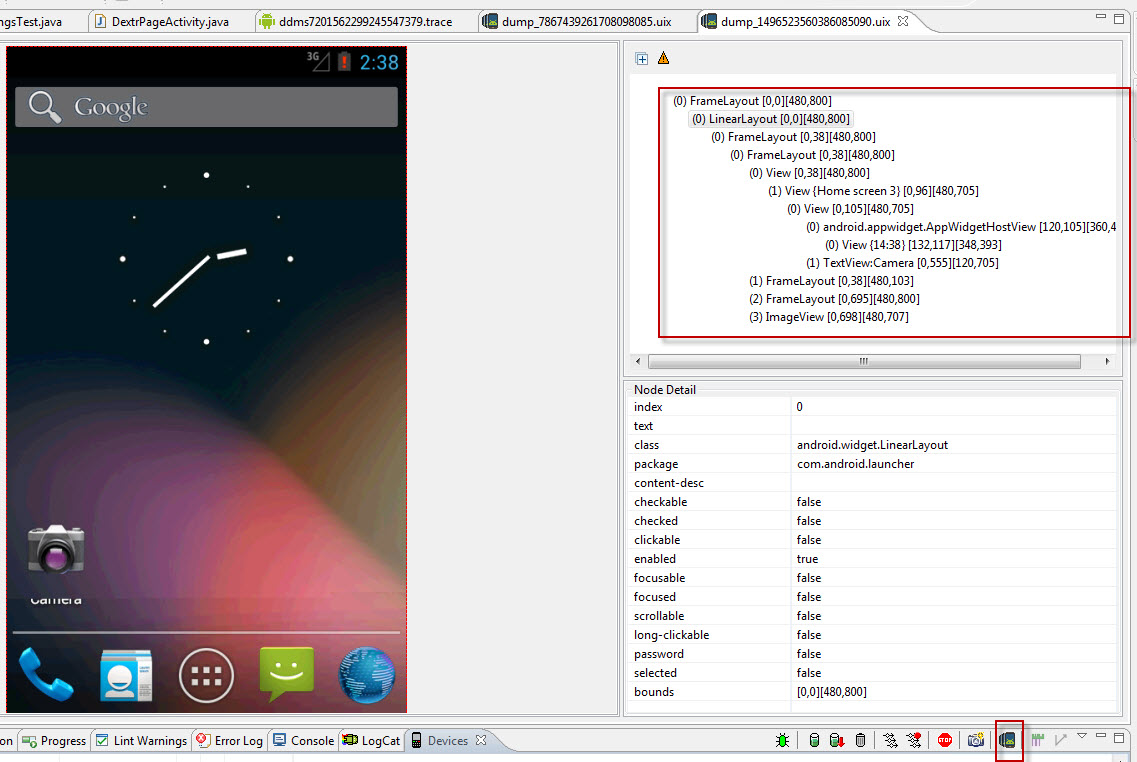 ngsTest.java
DextrPageActivity.java
ddms7201562299245547379.trace
dump_7867439261708098085.uix
dump_1496523560386085090.uix
3G
2:38
Google
Camera
(0) FrameLayout [0,0][480,800]
(0) LinearLayout [0,0][480,800]
(0) FrameLayout [0,38][480,800]
(0) FrameLayout [0,38][480,800]
(0) View [0,38][480,800]
(1) View {Home screen 3} [0,96][480,705]
(0) View [0,105][480,705]
(0) android.appwidget.AppWidgetHostView [120,105][360,4
(0) View {14:38} [132,117][348,393]
(1) TextView:Camera [0,555][120,705]
(1) FrameLayout [0,38][480,103]
(2) FrameLayout [0,695][480,800]
(3) ImageView [0,698][480,707]
Node Detail
index 0
text
class android.widget.LinearLayout
package com.android.launcher
content-desc
checkable false
checked false
clickable false
enabled true
focusable false
focused false
scrollable false
long-clickable false
password false
selected false
bounds [0,0][480,800]
on
Progress
Lint Warnings
Error Log
Console
LogCat
Devices
STOP